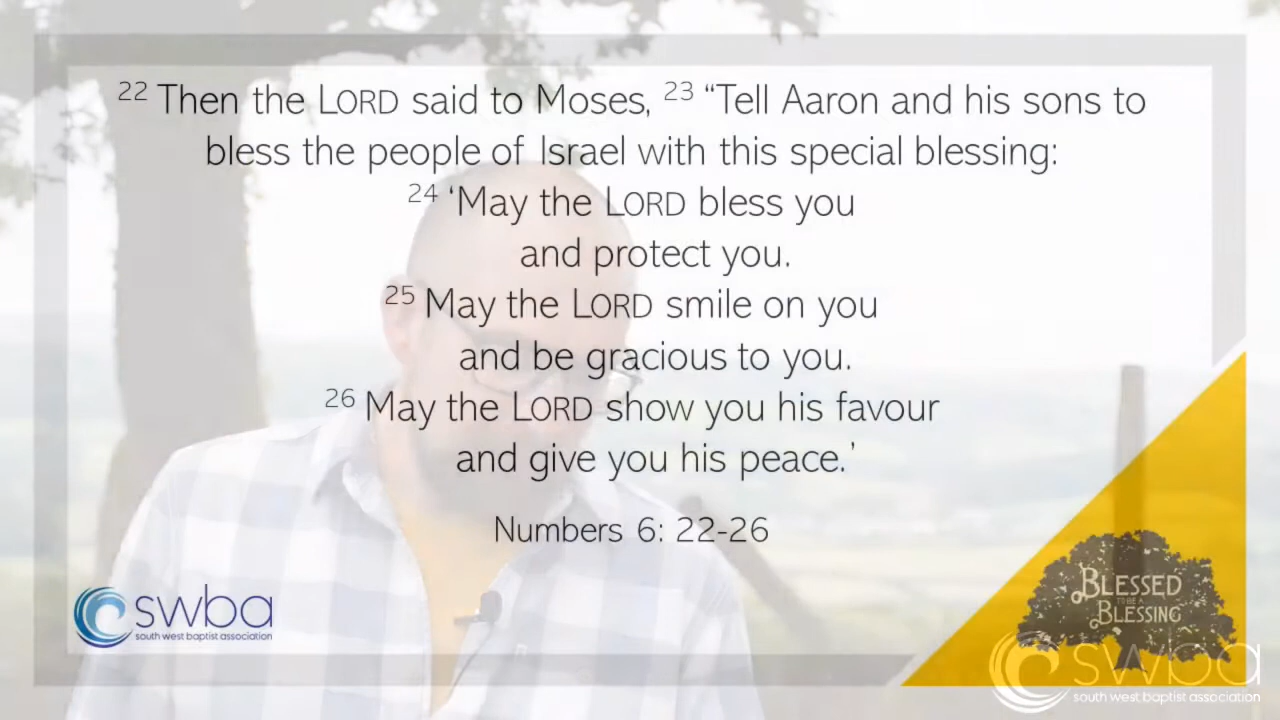 22 Then the LORD said to Moses, 23 “Tell Aaron and his sons to
bless the people of Israel with this special blessing:
24 ‘May the LORD bless you
and protect you.
25 May the LORD smile on you
and be gracious to you.
26 May the LORD show you his favour
and give you his peace.’
Numbers 6: 22-26
swba
south west baptist association
BLESSED
TO BE A
BLESSING
swba
south west baptist association